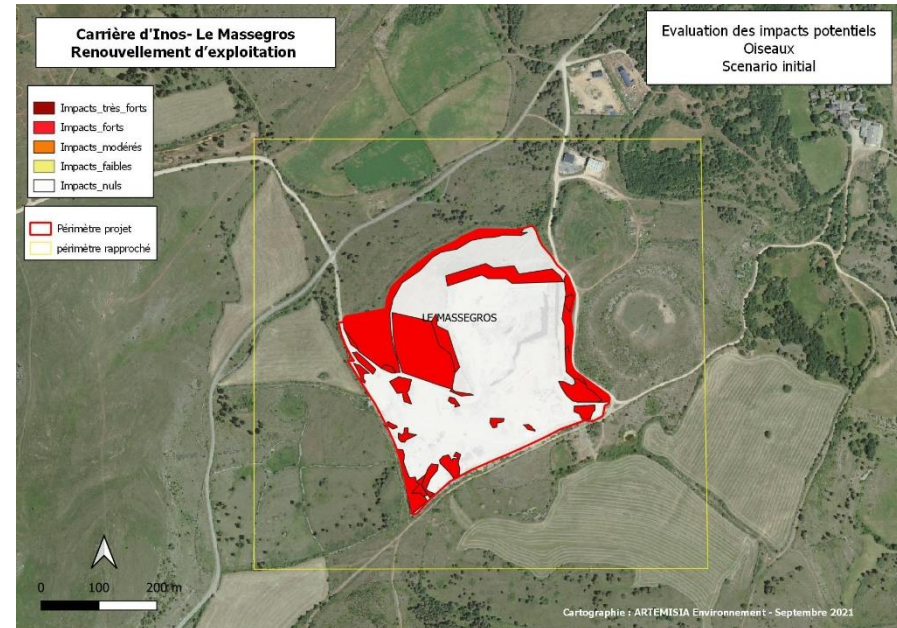 Carrière d'Inos- Le Massegros
Renouvellement d'exploitation
Evaluation des impacts potentiels
Oiseaux
Scenario initial
Impacts_très_forts
Impacts_forts
Impacts_modérés
Impacts_faibles
Impacts_nuls
Périmètre projet
périmètre rapproché
LE MASSEGROS
0 100 200 m
Cartographie : ARTEMISIA Environnement - Septembre 2021